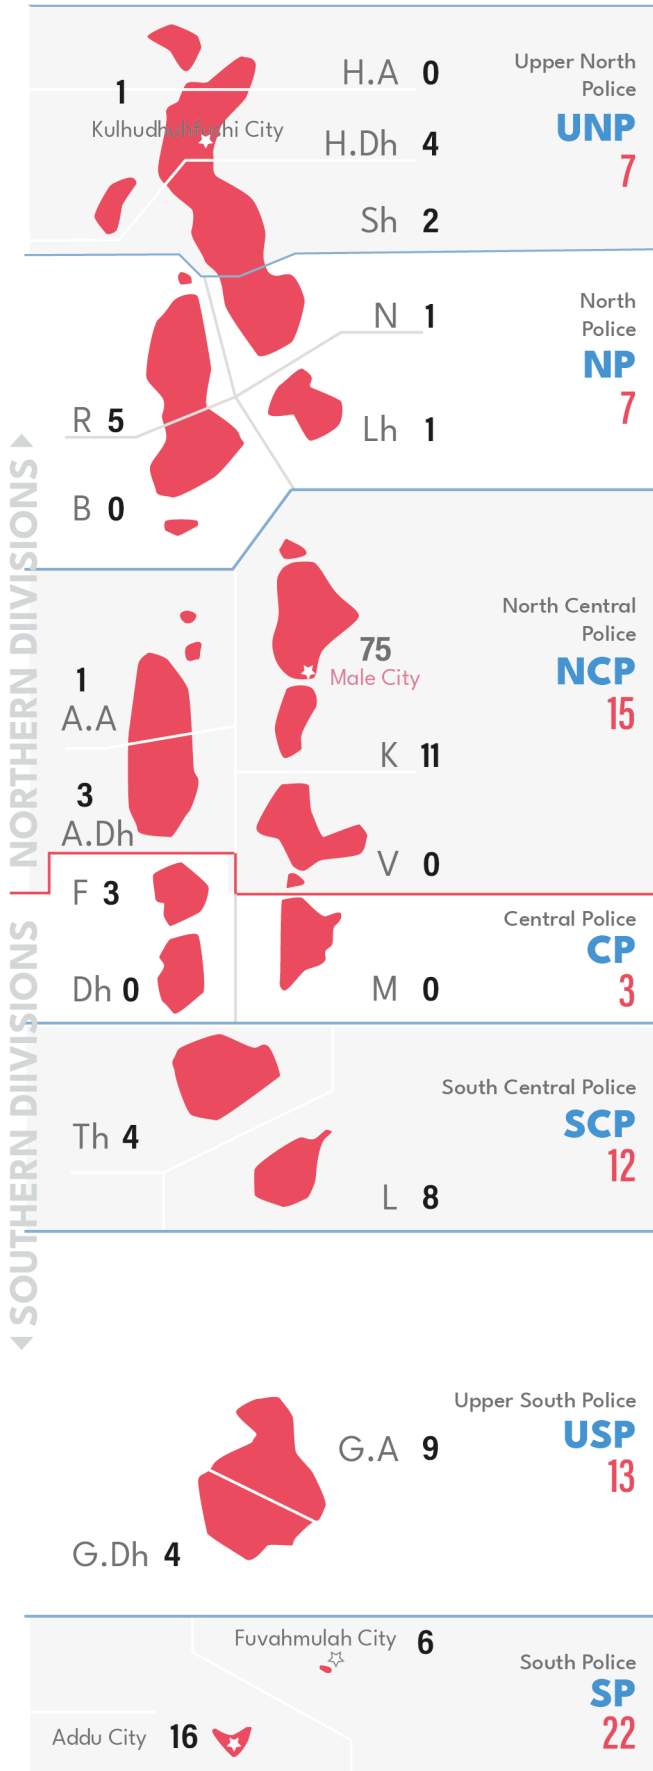 H.A 0
Upper North
Police
UNP
7
1
Kulhudhuhfushi City
H.Dh 4
Sh 2
N 1
North
Police
NP
7
R 5
Lh 1
B 0
NORTHERN DIIVISIONS
North Central
Police
NCP
15
75
Male City
1
A.A
K 11
3
A.Dh
V 0
F 3
Central Police
CP
3
Dh 0
M 0
SOUTHERN DIVISIONS
South Central Police
SCP
12
Th 4
L 8
Upper South Police
USP
13
G.A 9
G.Dh 4
Fuvahmulah City 6
South Police
SP
22
Addu City 16